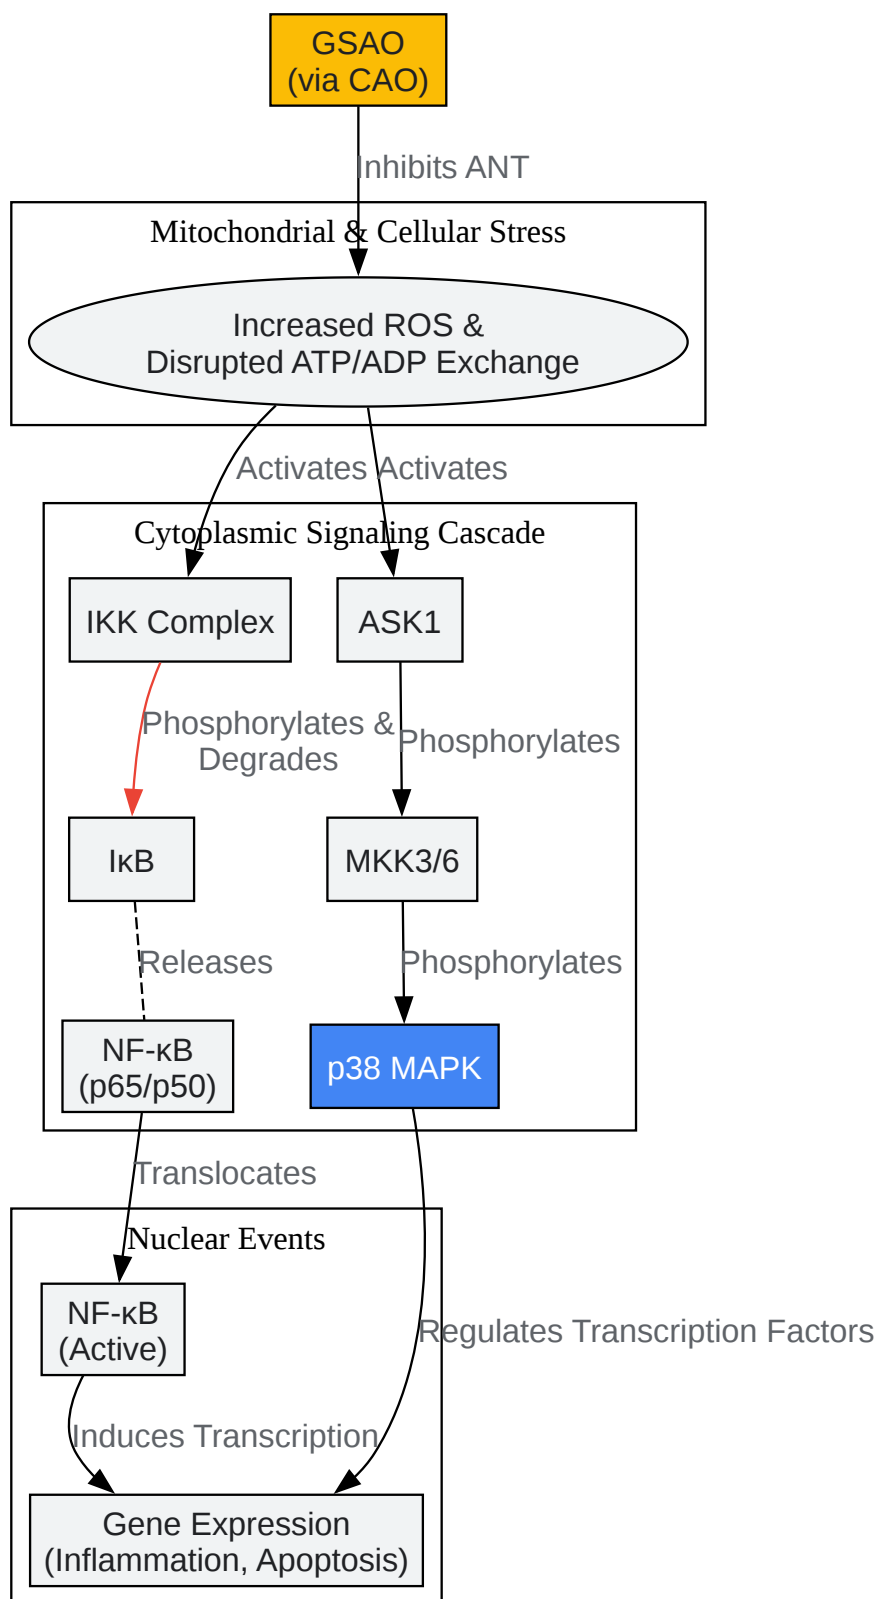 GSAO
(via CAO)
Inhibits ANT
Mitochondrial & Cellular Stress
Increased ROS &
Disrupted ATP/ADP Exchange
Activates
Activates
Cytoplasmic Signaling Cascade
IKK Complex
ASK1
Phosphorylates &
Degrades
Phosphorylates
IκB
MKK3/6
Releases
Phosphorylates
NF-κB
(p65/p50)
p38 MAPK
Translocates
Nuclear Events
NF-κB
(Active)
Regulates Transcription Factors
Induces Transcription
Gene Expression
(Inflammation, Apoptosis)